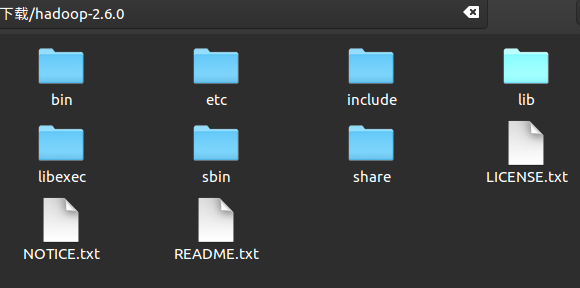 下载/hadoop-2.6.0
bin
etc
include
lib
libexec
sbin
share
LICENSE.txt
NOTICE.txt
README.txt